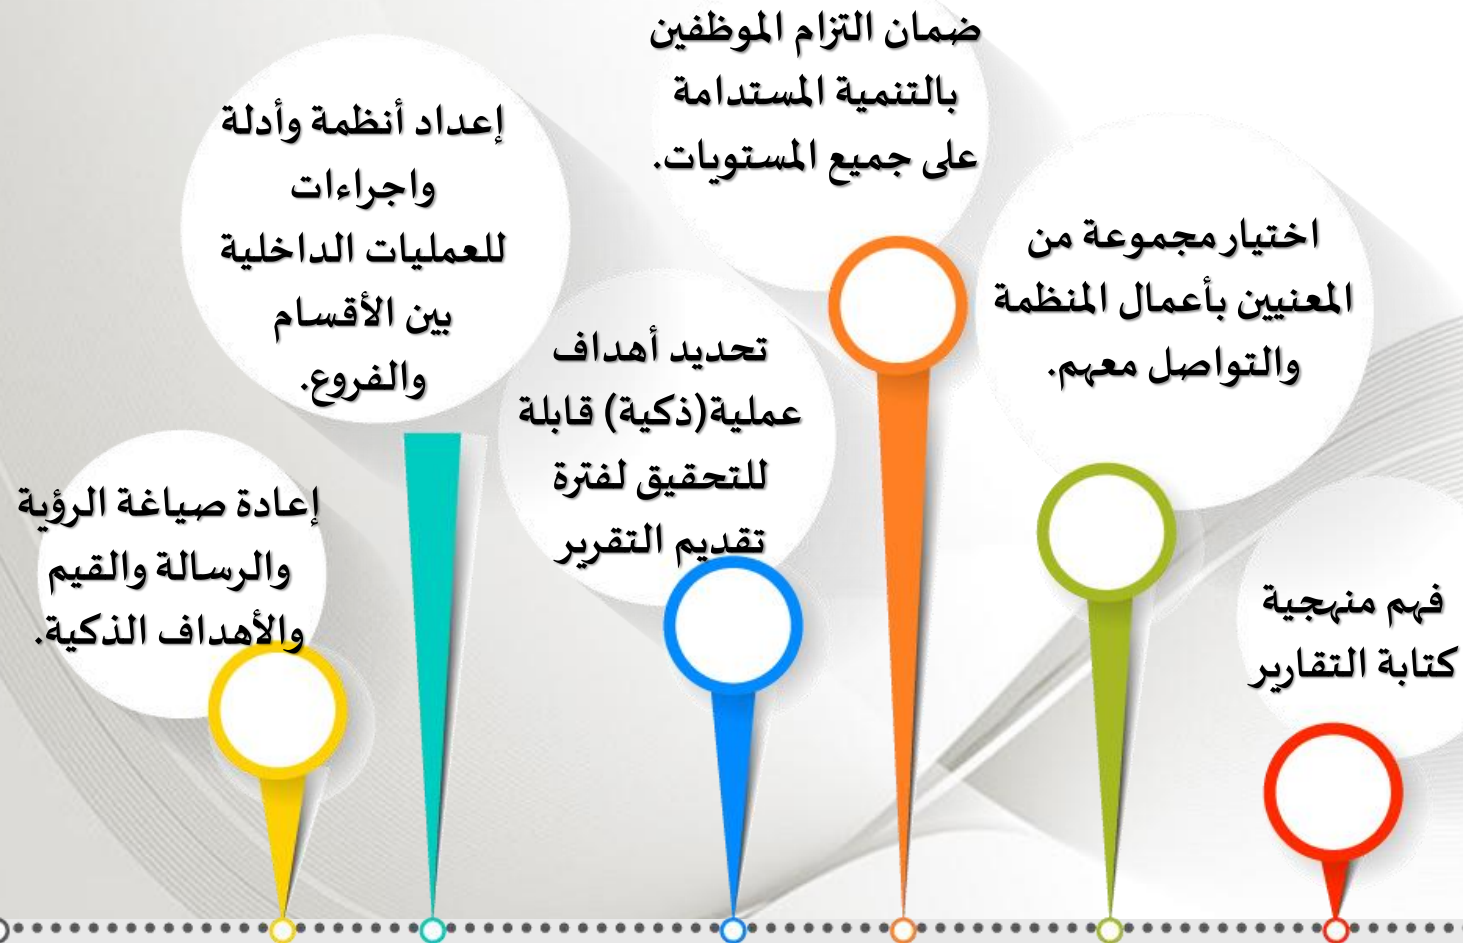 فهم منهجية
كتابة التقارير
اختيار مجموعة من
المعنيين بأعمال المنظمة
والتواصل معهم.
ضمان التزام الموظفين
بالتنمية المستدامة
على جميع المستويات.
تحديد أهداف
عملية(ذكية) قابلة
للتحقيق لفترة
تقديم التقرير
إعداد أنظمة وأدلة
واجراءات
للعمليات الداخلية
بين الأقسام
والفروع.
إعادة صياغة الرؤية
والرسالة والقيم
والأهداف الذكية.